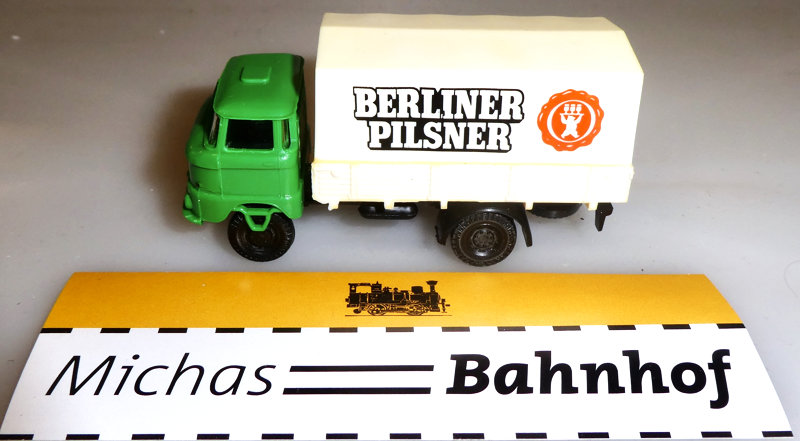 BERLINER
PILSNER
Michas Bahnhof